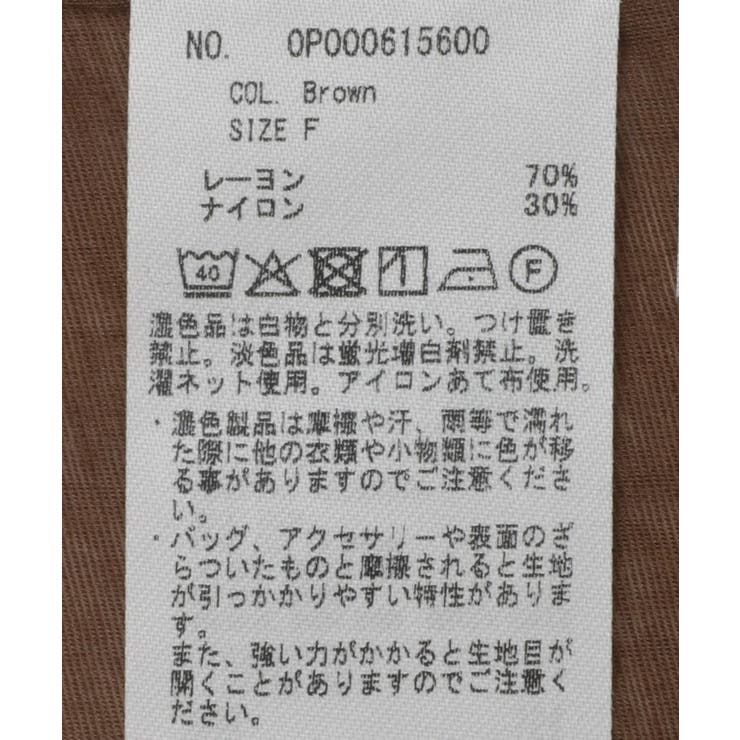 NO. OP000615600
COL. Brown
SIZE F
レーヨン 70%
ナイロン 30%
40 F
濃色品は白物と分別洗い。つけ置き
禁止。淡色品は蛍光増白剤禁止。洗
濯ネット使用。アイロンあて布使用。
・濃色製品は摩擦や汗、雨等で濡れ
た際に他の衣類や小物類に色が移
る事がありますのでご注意くださ
い。
・バッグ、アクセサリーや表面のざ
らついたものと摩擦されると生地
が引っかかりやすい特性がありま
す。
また、強い力がかかると生地目が
開くことがありますのでご注意く
ださい。